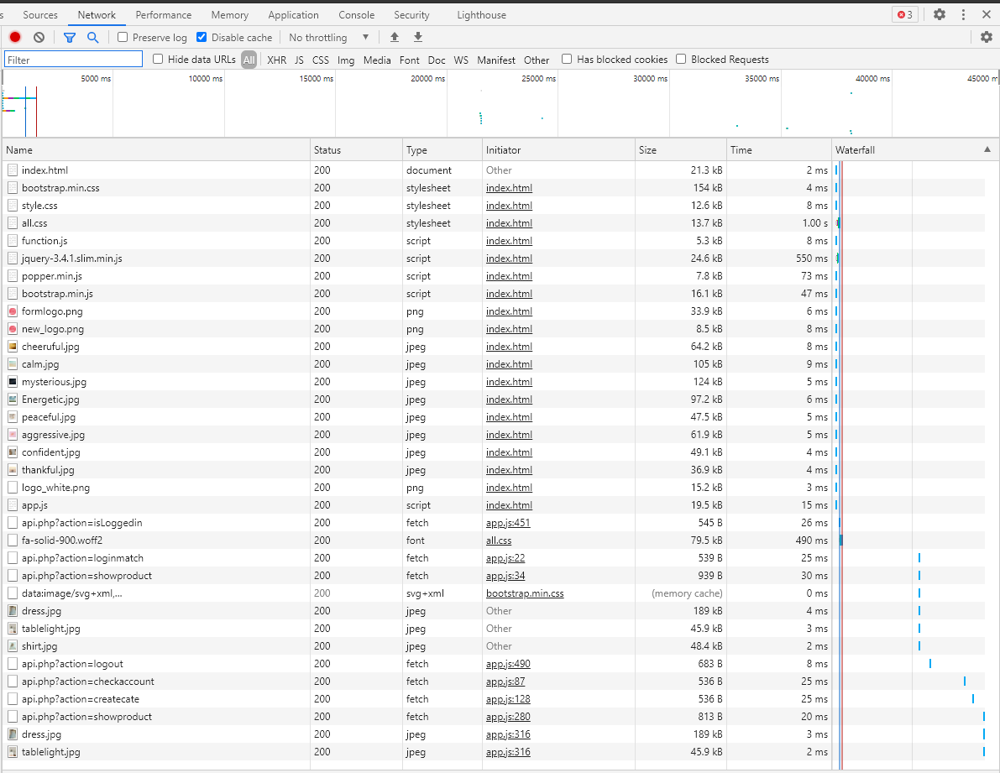 s Sources Network Performance Memory Application Console Security Lighthouse 3
Preserve log Disable cache No throttling
Filter Hide data URLs All XHR JS CSS Img Media Font Doc WS Manifest Other Has blocked cookies Blocked Requests
5000 ms 10000 ms 15000 ms 20000 ms 25000 ms 30000 ms 35000 ms 40000 ms 45000 m
Name Status Type Initiator Size Time Waterfall
index.html 200 document Other 21.3 kB 2 ms
bootstrap.min.css 200 stylesheet index.html 154 kB 4 ms
style.css 200 stylesheet index.html 12.6 kB 8 ms
all.css 200 stylesheet index.html 13.7 kB 1.00 s
function.js 200 script index.html 5.3 kB 8 ms
jquery-3.4.1.slim.min.js 200 script index.html 24.6 kB 550 ms
popper.min.js 200 script index.html 7.8 kB 73 ms
bootstrap.min.js 200 script index.html 16.1 kB 47 ms
formlogo.png 200 png index.html 33.9 kB 6 ms
new_logo.png 200 png index.html 8.5 kB 8 ms
cheeruful.jpg 200 jpeg index.html 64.2 kB 8 ms
calm.jpg 200 jpeg index.html 105 kB 9 ms
mysterious.jpg 200 jpeg index.html 124 kB 5 ms
Energetic.jpg 200 jpeg index.html 97.2 kB 6 ms
peaceful.jpg 200 jpeg index.html 47.5 kB 5 ms
aggressive.jpg 200 jpeg index.html 61.9 kB 5 ms
confident.jpg 200 jpeg index.html 49.1 kB 4 ms
thankful.jpg 200 jpeg index.html 36.9 kB 4 ms
logo_white.png 200 png index.html 15.2 kB 3 ms
app.js 200 script index.html 19.5 kB 15 ms
api.php?action=isLoggedin 200 fetch app.js:451 545 B 26 ms
fa-solid-900.woff2 200 font all.css 79.5 kB 490 ms
api.php?action=loginmatch 200 fetch app.js:22 539 B 25 ms
api.php?action=showproduct 200 fetch app.js:34 939 B 30 ms
data:image/svg+xml,... 200 svg+xml bootstrap.min.css (memory cache) 0 ms
dress.jpg 200 jpeg Other 189 kB 4 ms
tablelight.jpg 200 jpeg Other 45.9 kB 3 ms
shirt.jpg 200 jpeg Other 48.4 kB 2 ms
api.php?action=logout 200 fetch app.js:490 683 B 8 ms
api.php?action=checkaccount 200 fetch app.js:87 536 B 25 ms
api.php?action=createcate 200 fetch app.js:128 536 B 25 ms
api.php?action=showproduct 200 fetch app.js:280 813 B 20 ms
dress.jpg 200 jpeg app.js:316 189 kB 3 ms
tablelight.jpg 200 jpeg app.js:316 45.9 kB 2 ms